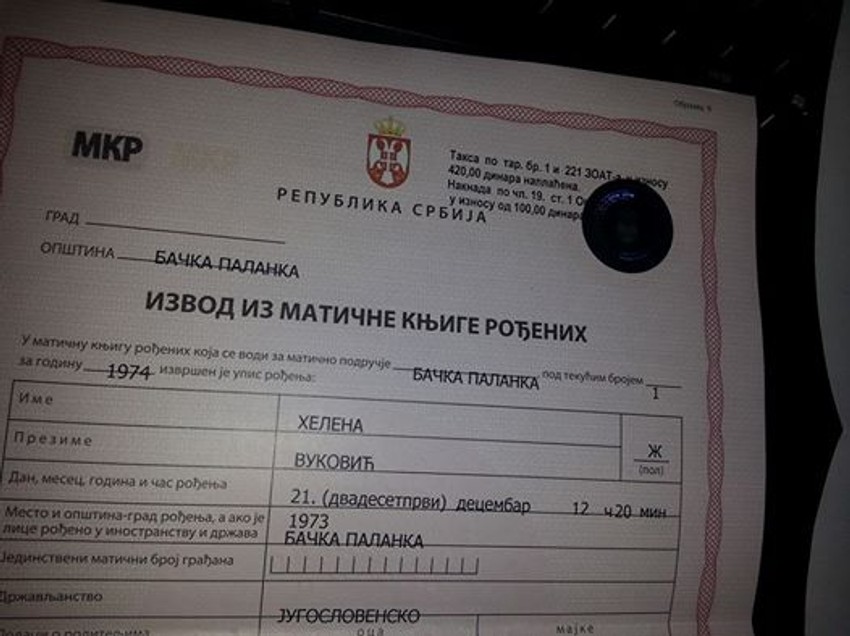 Образац 9
МКР
РЕПУБЛИКА СРБИЈА
Такса по тар. бр. 1 и 221 ЗОАТ-а у износу
420,00 динара наплаћена.
Накнада по чл. 19. ст. 1
у износу од 100,00 динара
ГРАД
ОПШТИНА БАЧКА ПАЛАНКА
ИЗВОД ИЗ МАТИЧНЕ КЊИГЕ РОЂЕНИХ
У матичну књигу рођених која се води за матично подручје БАЧКА ПАЛАНКА под текућим бројем 1
за годину 1974 извршен је упис рођења:
Име ХЕЛЕНА
Презиме ВУКОВИЋ
Ж
(пол)
Дан, месец, година и час рођења 21. (двадесетпрви) децембар 12 ч 20 мин
1973
Место и општина-град рођења, а ако је
лице рођено у иностранству и држава БАЧКА ПАЛАНКА
Јединствени матични број грађана
Држављанство ЈУГОСЛОВЕНСКО
Подаци о родитељима оца мајке